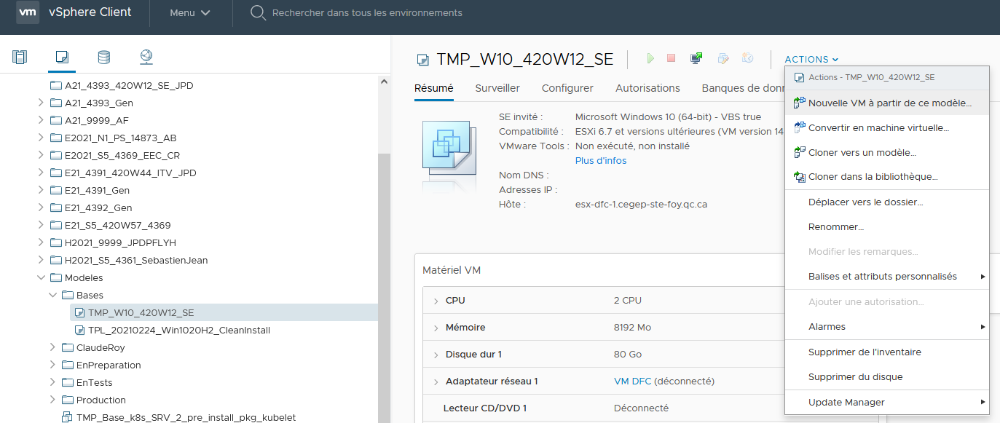 vm vSphere Client Menu Rechercher dans tous les environnements
A21_4393_420W12_SE_JPD
A21_4393_Gen
A21_9999_AF
E2021_N1_PS_14873_AB
E2021_S5_4369_EEC_CR
E21_4391_420W44_ITV_JPD
E21_4391_Gen
E21_4392_Gen
E21_S5_420W57_4369
H2021_9999_JPDPFLYH
H2021_S5_4361_SebastienJean
Modeles
Bases
TMP_W10_420W12_SE
TPL_20210224_Win1020H2_CleanInstall
ClaudeRoy
EnPreparation
EnTests
Production
TMP_Base_k8s_SRV_2_pre_install_pkg_kubelet
TMP_W10_420W12_SE ACTIONS
Résumé Surveiller Configurer Autorisations Banques de donn
SE invité : Microsoft Windows 10 (64-bit) - VBS true
Compatibilité : ESXi 6.7 et versions ultérieures (VM version 14
VMware Tools : Non exécuté, non installé
Plus d'infos
Nom DNS :
Adresses IP :
Hôte : esx-dfc-1.cegep-ste-foy.qc.ca
Matériel VM
CPU 2 CPU
Mémoire 8192 Mo
Disque dur 1 80 Go
Adaptateur réseau 1 VM DFC (déconnecté)
Lecteur CD/DVD 1 Déconnecté
Actions - TMP_W10_420W12_SE
Nouvelle VM à partir de ce modèle...
Convertir en machine virtuelle...
Cloner vers un modèle...
Cloner dans la bibliothèque...
Déplacer vers le dossier...
Renommer...
Modifier les remarques...
Balises et attributs personnalisés
Ajouter une autorisation...
Alarmes
Supprimer de l'inventaire
Supprimer du disque
Update Manager